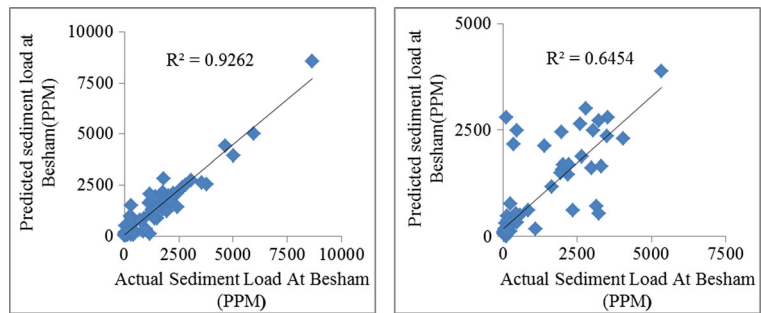 Predicted sediment load at
Besham(PPM)
10000
7500
5000
2500
0
R² = 0.9262
0 2500 5000 7500 10000
Actual Sediment Load At Besham
(PPM)
Predicted sediment load at
Besham(PPM)
5000
2500
0
R² = 0.6454
0 2500 5000 7500
Actual Sediment Load At Besham
(PPM)